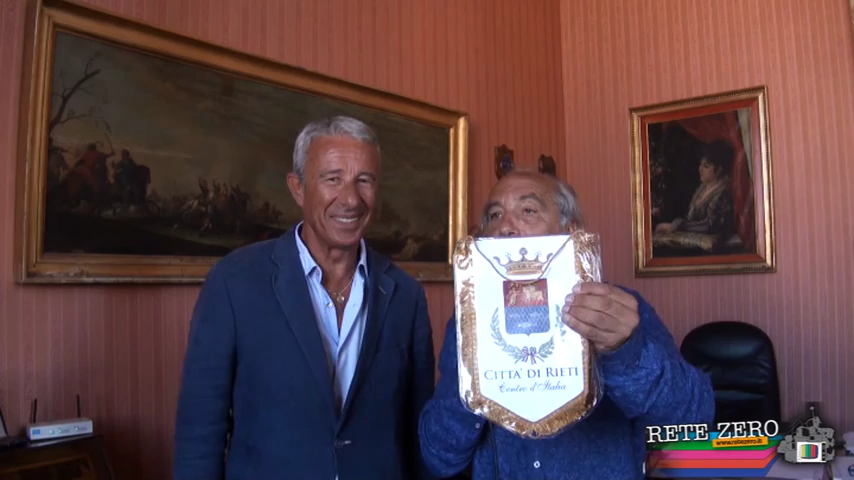 CITTA' DI RIETI
Centro d'Italia
RETE ZERO
www.retezero.it